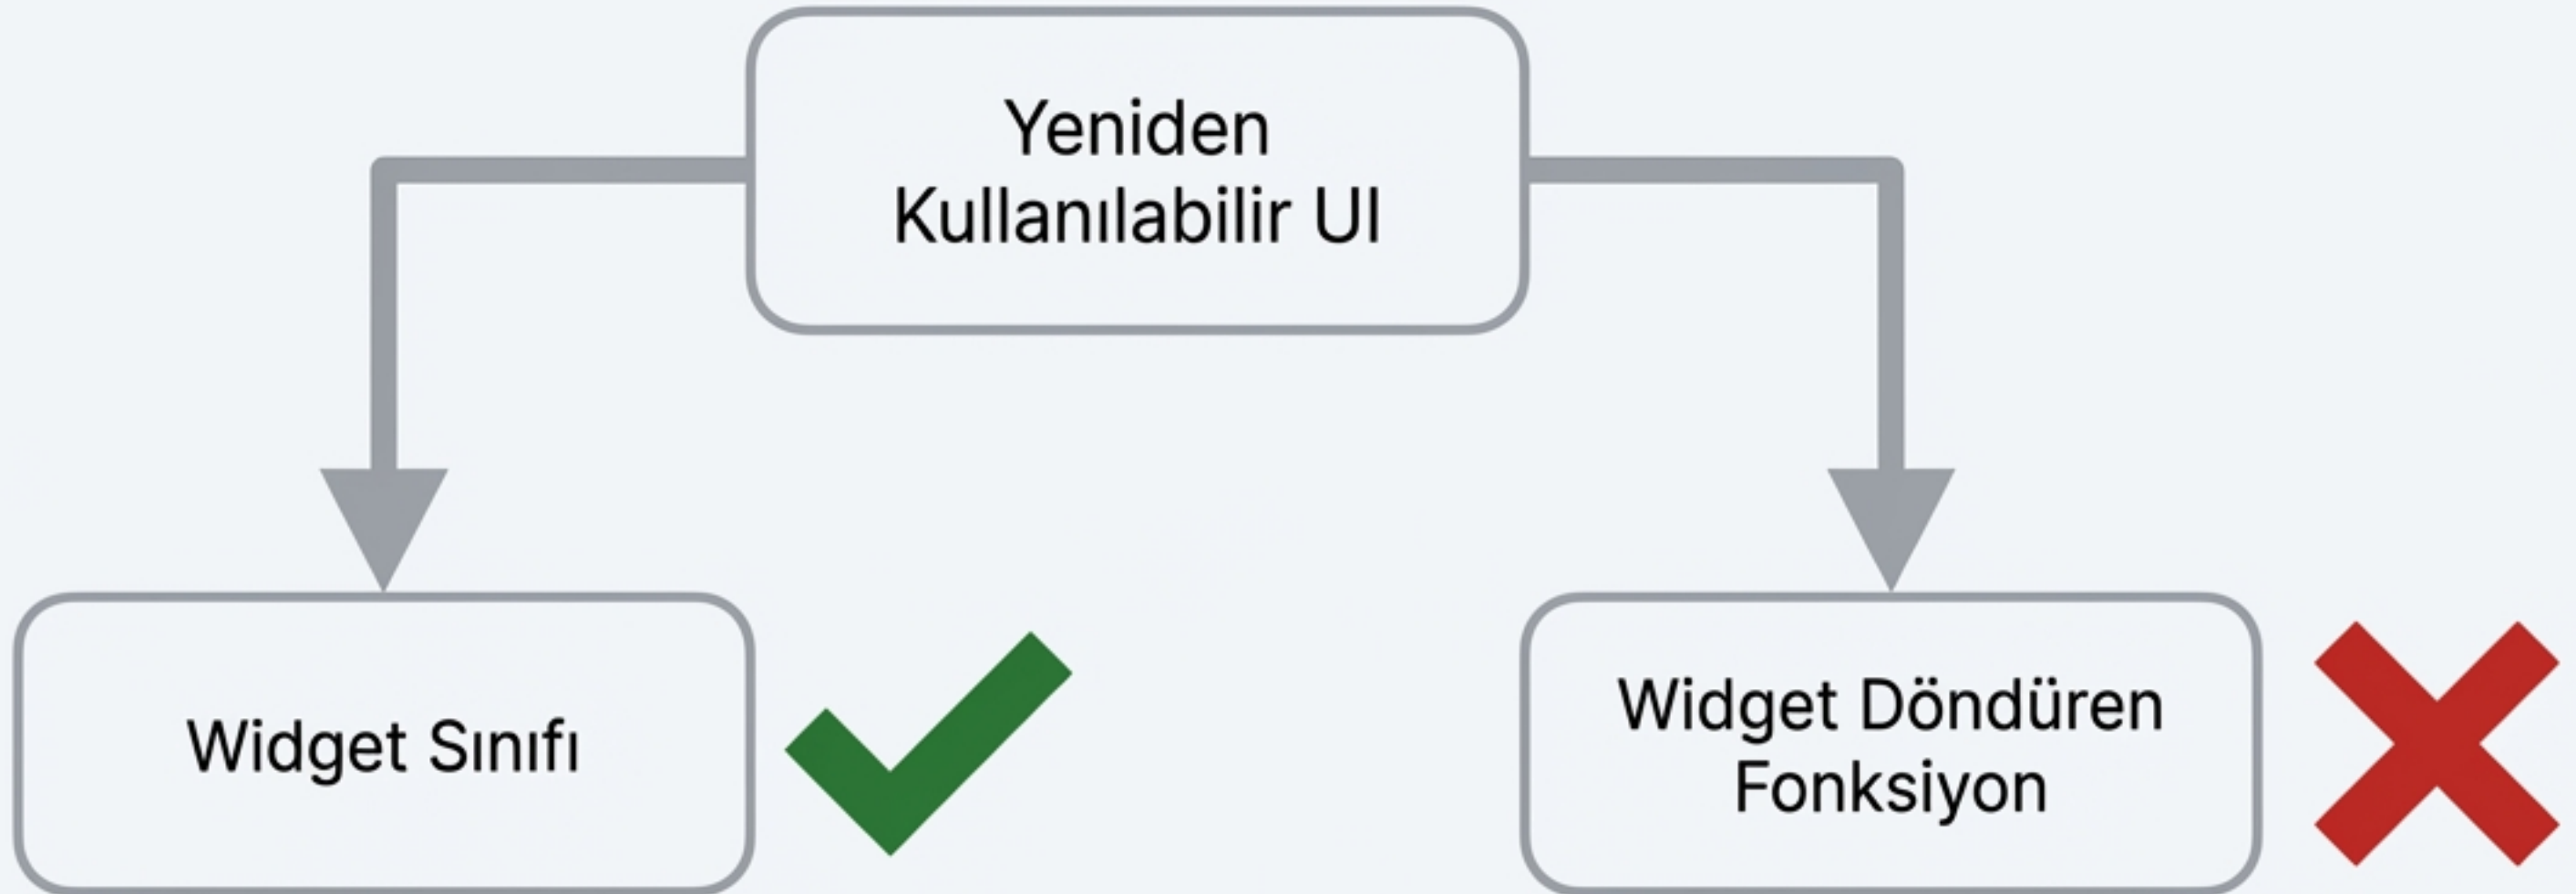 Yeniden
Kullanılabilir UI
Widget Sınıfı
Widget Döndüren
Fonksiyon